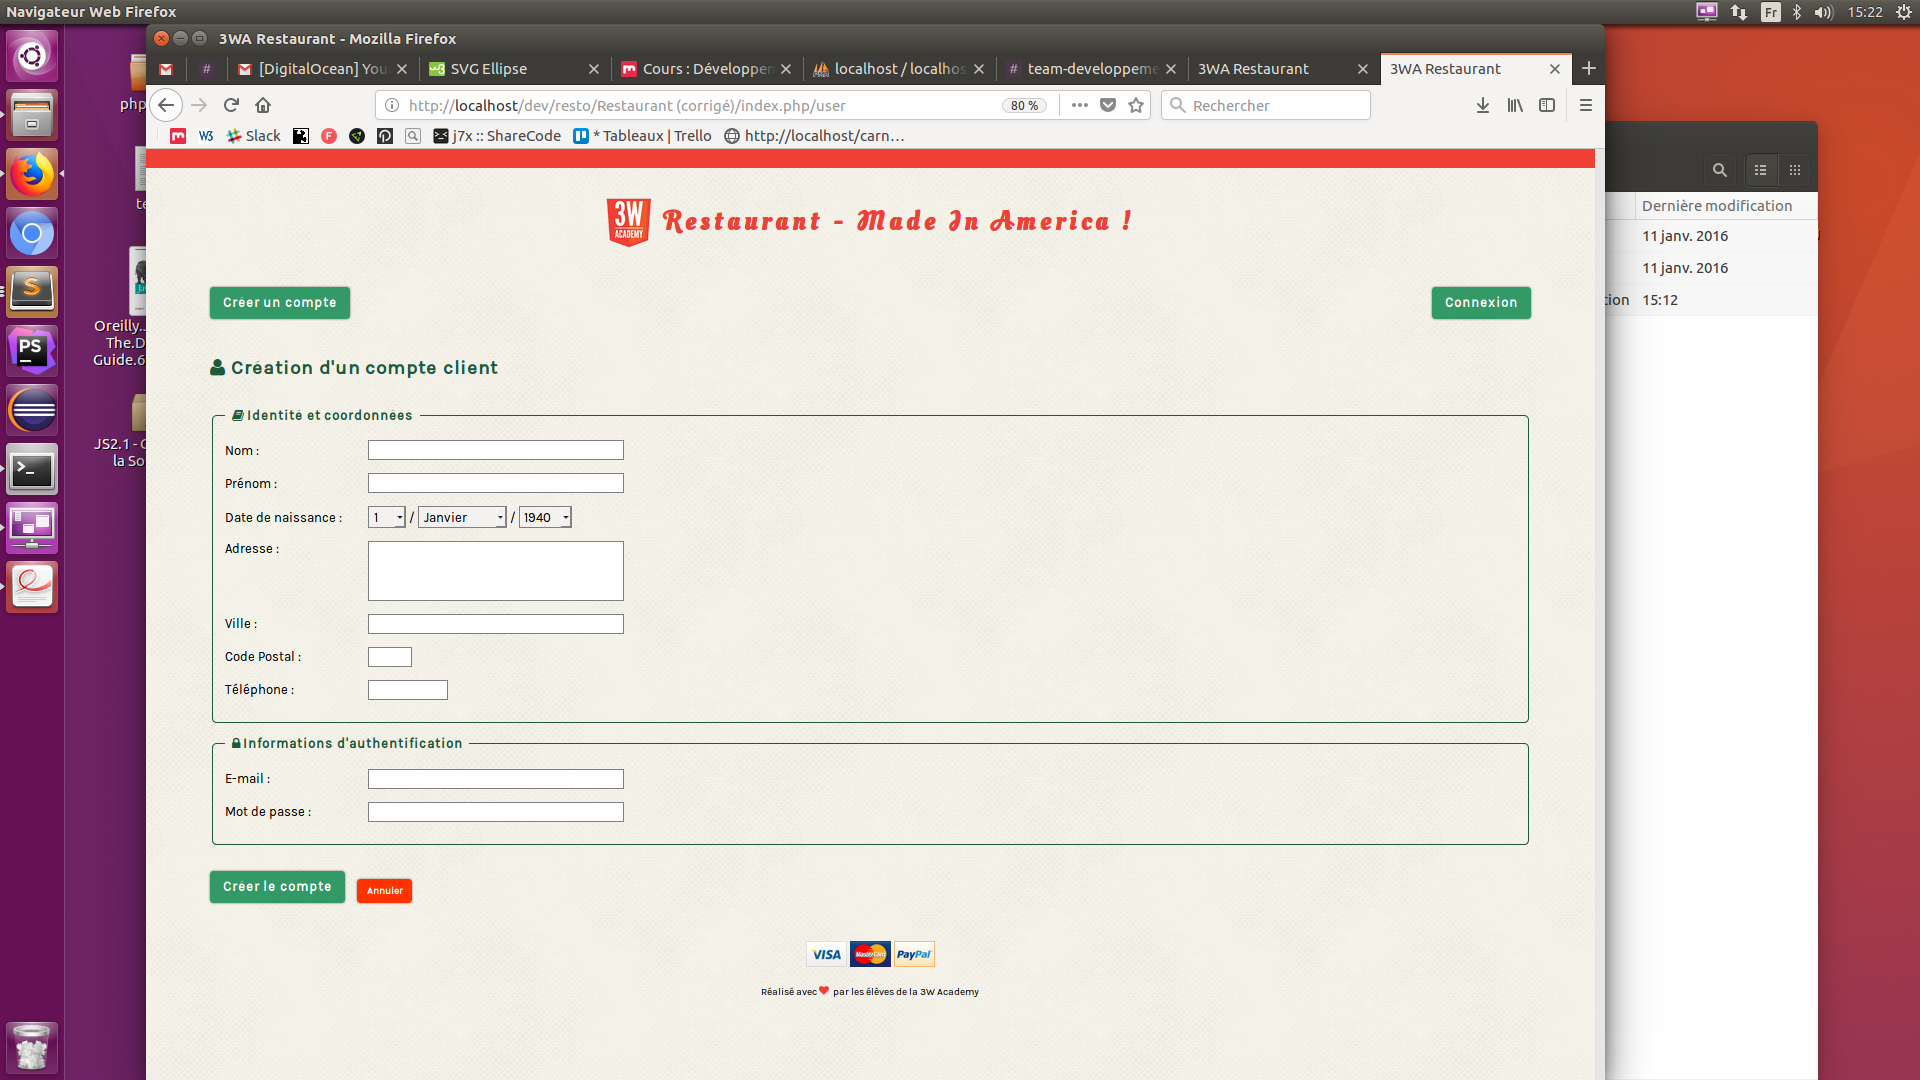 Navigateur Web Firefox
Fr
15:22
3WA Restaurant - Mozilla Firefox
[DigitalOcean] You
SVG Ellipse
Cours : Développen
localhost / localhos
team-developpeme
3WA Restaurant
3WA Restaurant
http://localhost/dev/resto/Restaurant (corrigé)/index.php/user
80 %
Rechercher
Slack
j7x :: ShareCode
* Tableaux | Trello
http://localhost/carn…
php
te
Oreilly..
The.D
Guide.6
JS2.1 - C
la So
Dernière modification
11 janv. 2016
11 janv. 2016
tion 15:12
3W
ACADEMY
Restaurant - Made In America !
Créer un compte
Connexion
Création d'un compte client
Identité et coordonnées
Nom :
Prénom :
Date de naissance : 1 / Janvier / 1940
Adresse :
Ville :
Code Postal :
Téléphone :
Informations d'authentification
E-mail :
Mot de passe :
Créer le compte
Annuler
VISA
MasterCard
PayPal
Réalisé avec par les élèves de la 3W Academy